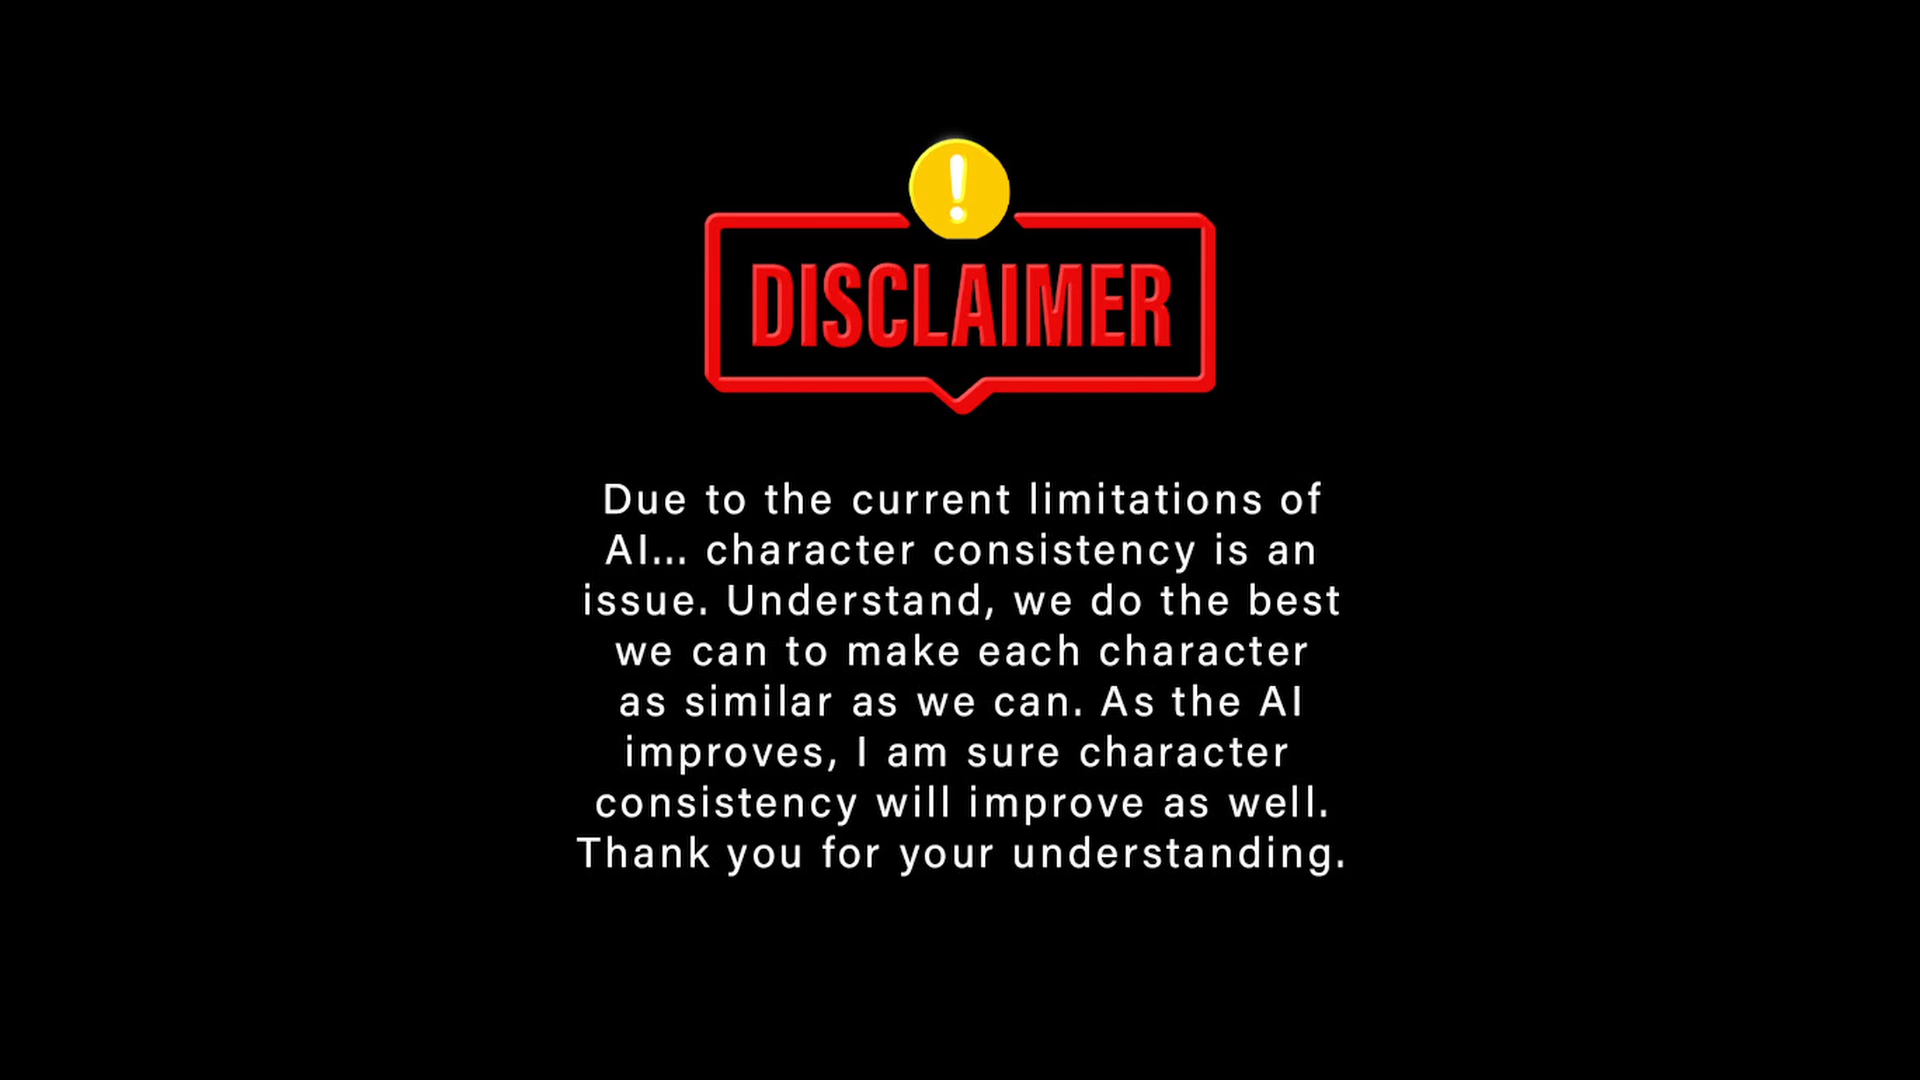 !
DISCLAIMER
Due to the current limitations of
AI... character consistency is an
issue. Understand, we do the best
we can to make each character
as similar as we can. As the AI
improves, I am sure character
consistency will improve as well.
Thank you for your understanding.